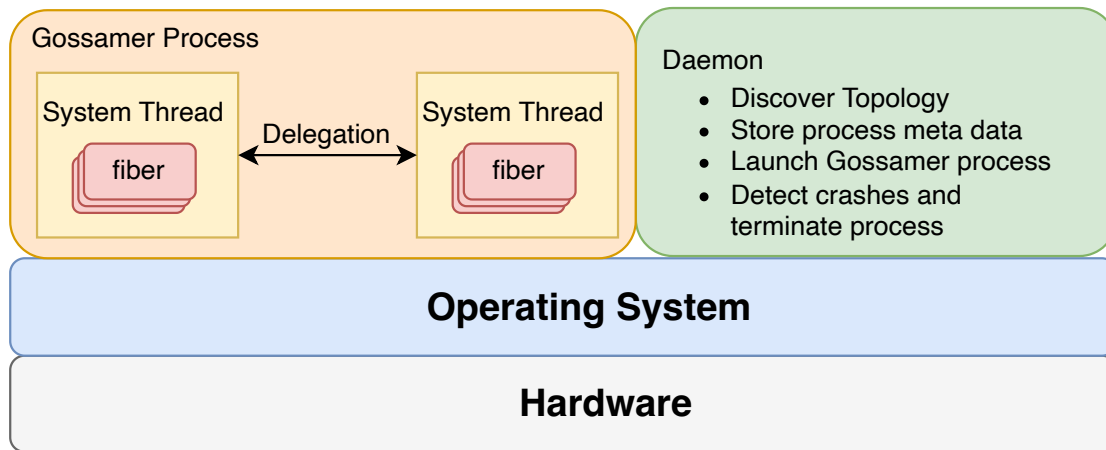 Gossamer Process
System Thread
fiber
Delegation
System Thread
fiber
Daemon
• Discover Topology
• Store process meta data
• Launch Gossamer process
• Detect crashes and
terminate process
Operating System
Hardware